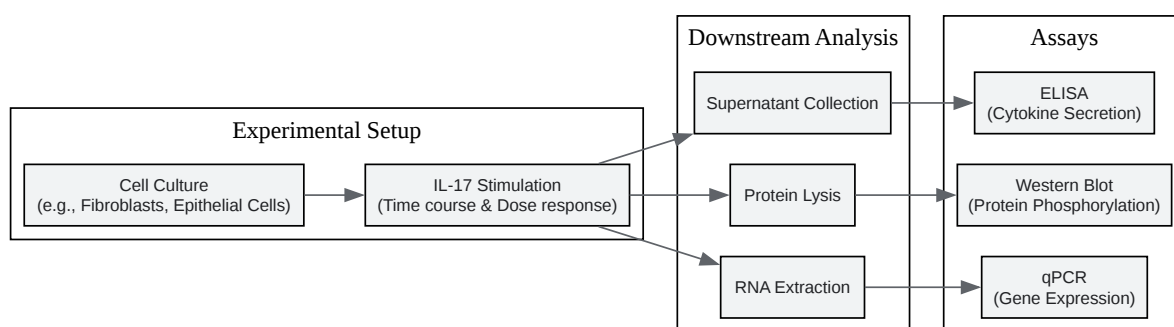 Experimental Setup
Cell Culture
(e.g., Fibroblasts, Epithelial Cells)
IL-17 Stimulation
(Time course & Dose response)
Downstream Analysis
Supernatant Collection
Protein Lysis
RNA Extraction
Assays
ELISA
(Cytokine Secretion)
Western Blot
(Protein Phosphorylation)
qPCR
(Gene Expression)